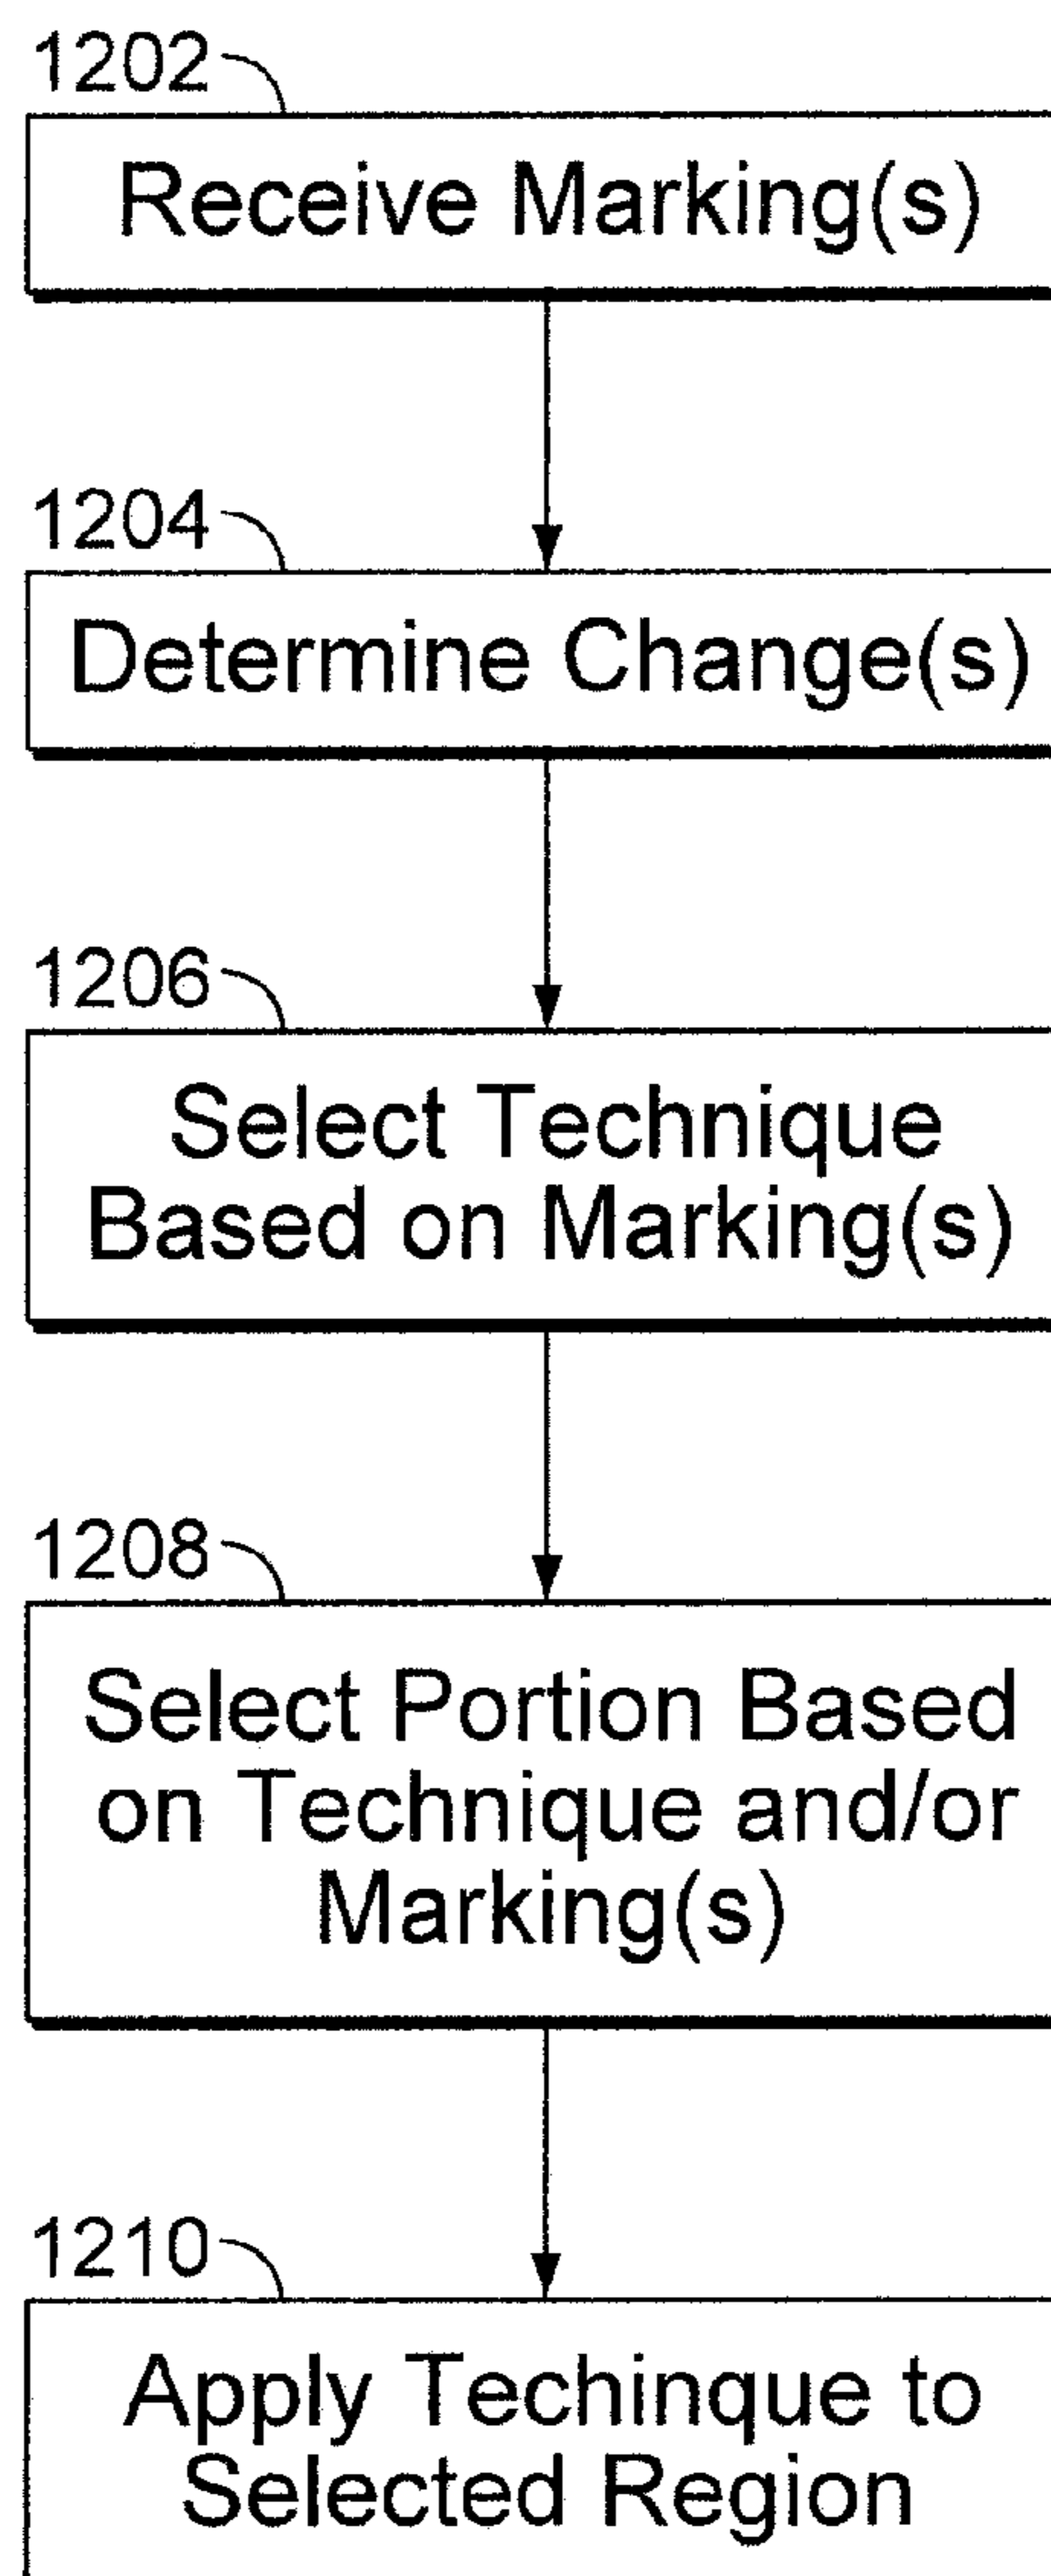 1202
Receive Marking(s)
1204
Determine Change(s)
1206
Select Technique
Based on Marking(s)
1208
Select Portion Based
on Technique and/or
Marking(s)
1210
Apply Techinque to
Selected Region